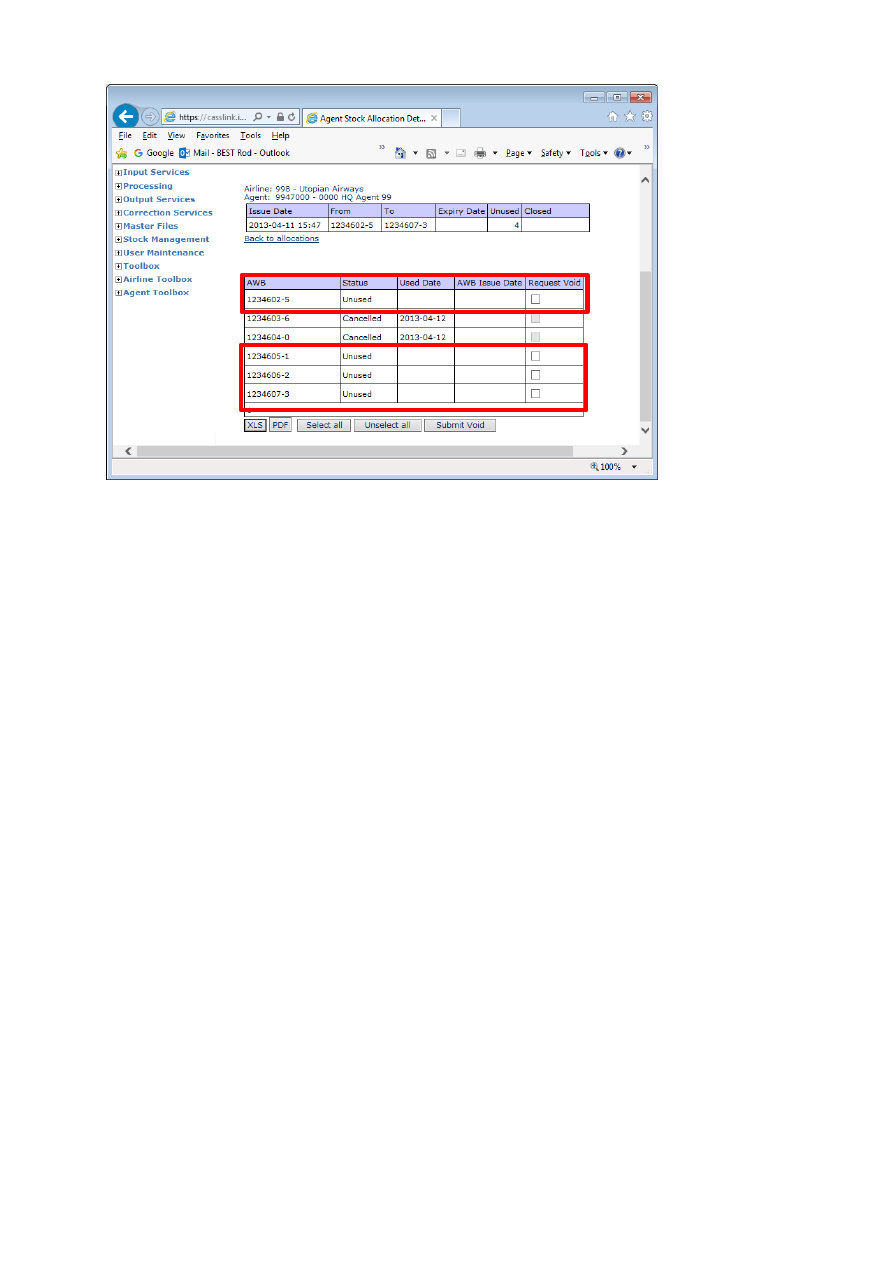 https://casslink.i...
Agent Stock Allocation Det...
File Edit View Favorites Tools Help
Google Mail - BEST Rod - Outlook
Page Safety Tools
Input Services
Processing
Output Services
Correction Services
Master Files
Stock Management
User Maintenance
Toolbox
Airline Toolbox
Agent Toolbox
Airline: 998 - Utopian Airways
Agent: 9947000 - 0000 HQ Agent 99
Issue Date From To Expiry Date Unused Closed
2013-04-11 15:47 1234602-5 1234607-3 4
Back to allocations
AWB Status Used Date AWB Issue Date Request Void
1234602-5 Unused
1234603-6 Cancelled 2013-04-12
1234604-0 Cancelled 2013-04-12
1234605-1 Unused
1234606-2 Unused
1234607-3 Unused
XLS PDF Select all Unselect all Submit Void
100%